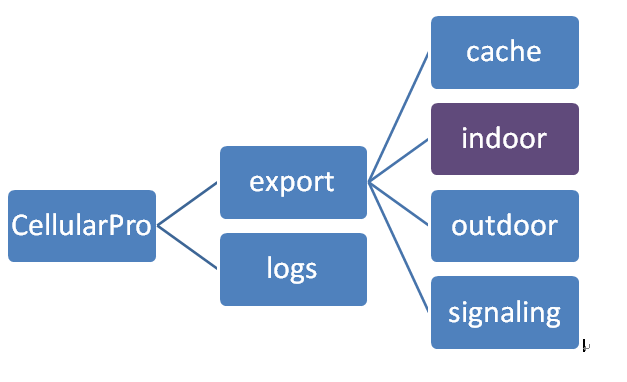 cache
indoor
export
CellularPro
outdoor
logs
signaling